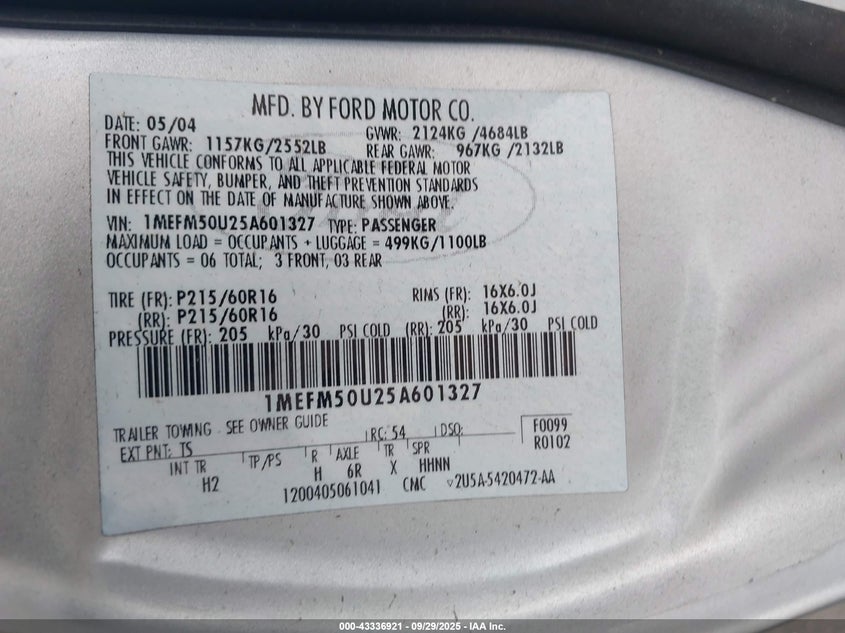 MFD. BY FORD MOTOR CO.
DATE: 05/04 GVWR: 2124KG /4684LB
FRONT GAWR: 1157KG/2552LB REAR GAWR: 967KG /2132LB
THIS VEHICLE CONFORMS TO ALL APPLICABLE FEDERAL MOTOR
VEHICLE SAFETY, BUMPER, AND THEFT PREVENTION STANDARDS
IN EFFECT ON THE DATE OF MANUFACTURE SHOWN ABOVE.
VIN: 1MEFM50U25A601327 TYPE: PASSENGER
MAXIMUM LOAD = OCCUPANTS + LUGGAGE = 499KG/1100LB
OCCUPANTS = 06 TOTAL; 3 FRONT, 03 REAR
TIRE (FR): P215/60R16 RIMS (FR): 16X6.0J
(RR): P215/60R16 (RR): 16X6.0J
PRESSURE (FR): 205 kPa/30 PSI COLD (RR): 205 kPa/30 PSI COLD
1MEFM50U25A601327
TRAILER TOWING - SEE OWNER GUIDE
EXT PNT: TS RC: 54 DSO: F0099
R0102
INT TR TP/PS R AXLE TR SPR
H2 H 6R X HHNN
1200405061041 CMC 2U5A-5420472-AA
000-43336921 - 09/29/2025 - IAA Inc.